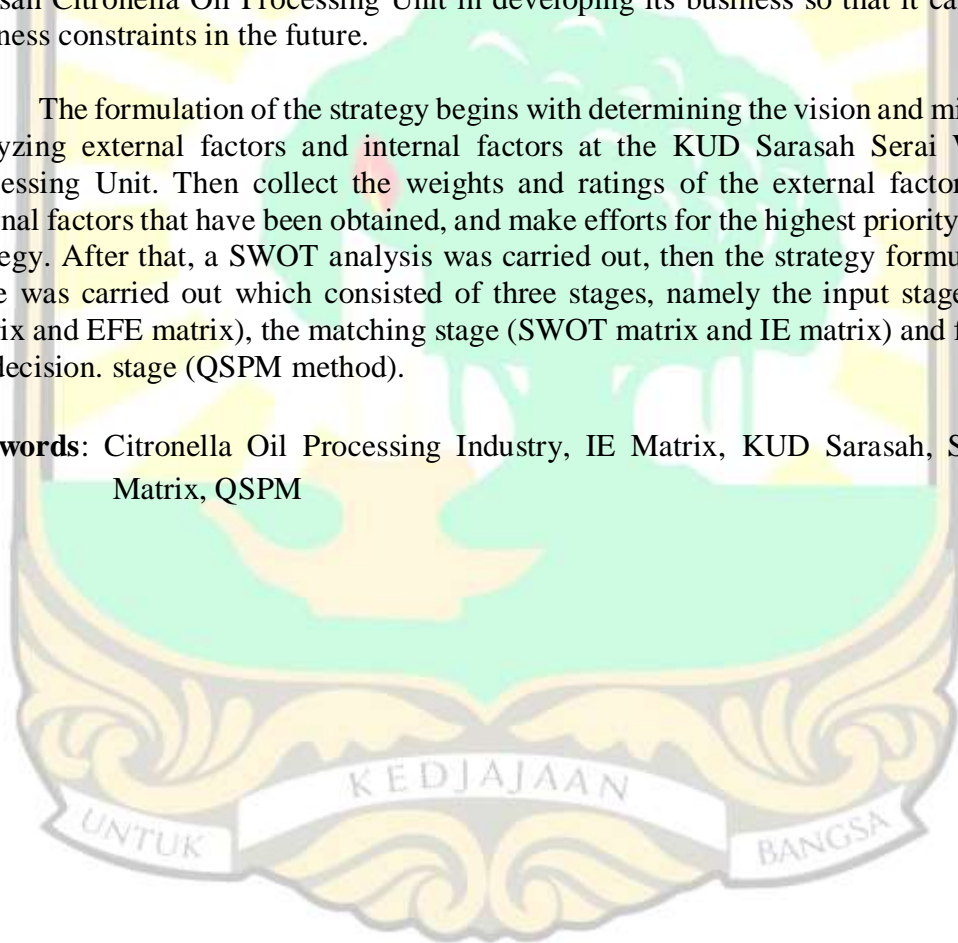 Citronella Oil Processing Unit in developing its business so that it ca
ness constraints in the future.
The formulation of the strategy begins with determining the vision and mi
yzing external factors and internal factors at the KUD Sarasah Serai
essing Unit. Then collect the weights and ratings of the external factor
nal factors that have been obtained, and make efforts for the highest priority
egy. After that, a SWOT analysis was carried out, then the strategy formu
e was carried out which consisted of three stages, namely the input stage
ix and EFE matrix), the matching stage (SWOT matrix and IE matrix) and f
decision. stage (QSPM method).
words: Citronella Oil Processing Industry, IE Matrix, KUD Sarasah, S
Matrix, QSPM
KEDJAJAAN
UNTUK BANGSA